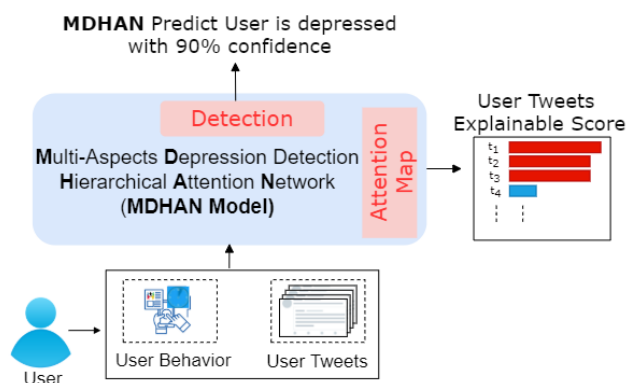 MDHAN Predict User is depressed
with 90% confidence
Detection
Multi-Aspects Depression Detection
Hierarchical Attention Network
(MDHAN Model)
Attention
Map
User Tweets
Explainable Score
t1
t2
t3
t4
User Behavior
User Tweets
User